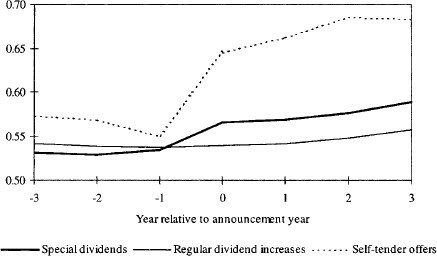 0.70
0.65
0.60
0.55
0.50
-3 -2 -1 0 1 2 3
Year relative to announcement year
Special dividends Regular dividend increases Self-tender offers